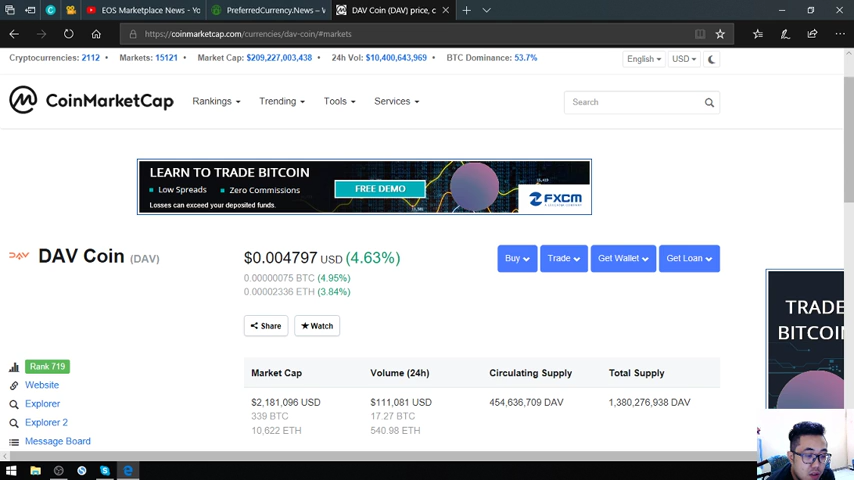 EOS Marketplace News - Yo
PreferredCurrency.News – V
DAV Coin (DAV) price, c
https://coinmarketcap.com/currencies/dav-coin/#markets
Cryptocurrencies: 2112 • Markets: 15121 • Market Cap: $209,227,003,438 • 24h Vol: $10,400,643,969 • BTC Dominance: 53.7%
English USD
CoinMarketCap Rankings Trending Tools Services Search
LEARN TO TRADE BITCOIN
Low Spreads Zero Commissions
FREE DEMO
Losses can exceed your deposited funds.
FXCM
DAV Coin (DAV)
$0.004797 USD (4.63%)
0.00000075 BTC (4.95%)
0.00002336 ETH (3.84%)
Buy Trade Get Wallet Get Loan
Share Watch
TRADE
BITCOIN
Rank 719
Website
Explorer
Explorer 2
Message Board
Market Cap Volume (24h) Circulating Supply Total Supply
$2,181,096 USD $111,081 USD 454,636,709 DAV 1,380,276,938 DAV
339 BTC 17.27 BTC
10,622 ETH 540.98 ETH